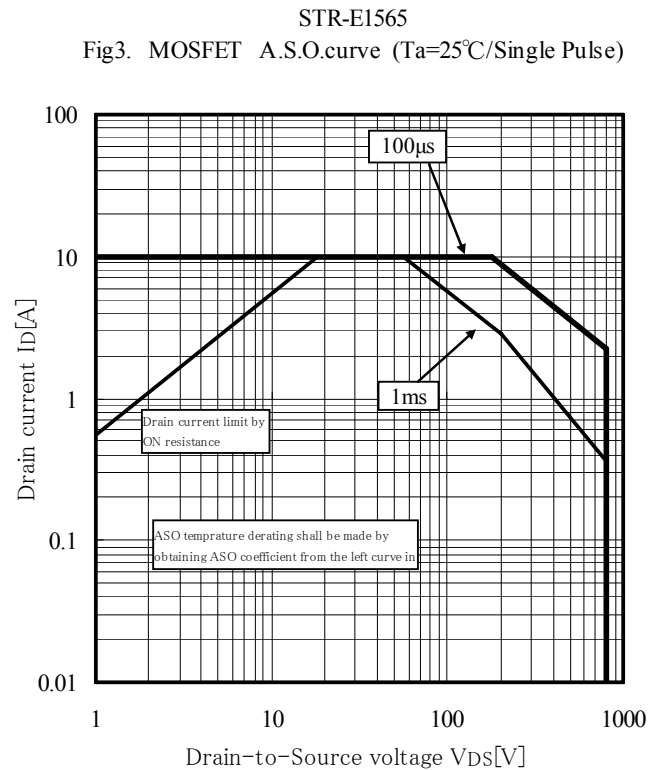 STR-E1565
Fig3. MOSFET A.S.O.curve (Ta=25℃/Single Pulse)
100
10
1
0.1
0.01
Drain current ID[A]
100μs
1ms
Drain current limit by
ON resistance
ASO temprature derating shall be made by
obtaining ASO coefficient from the left curve in
1
10
100
1000
Drain-to-Source voltage VDS[V]